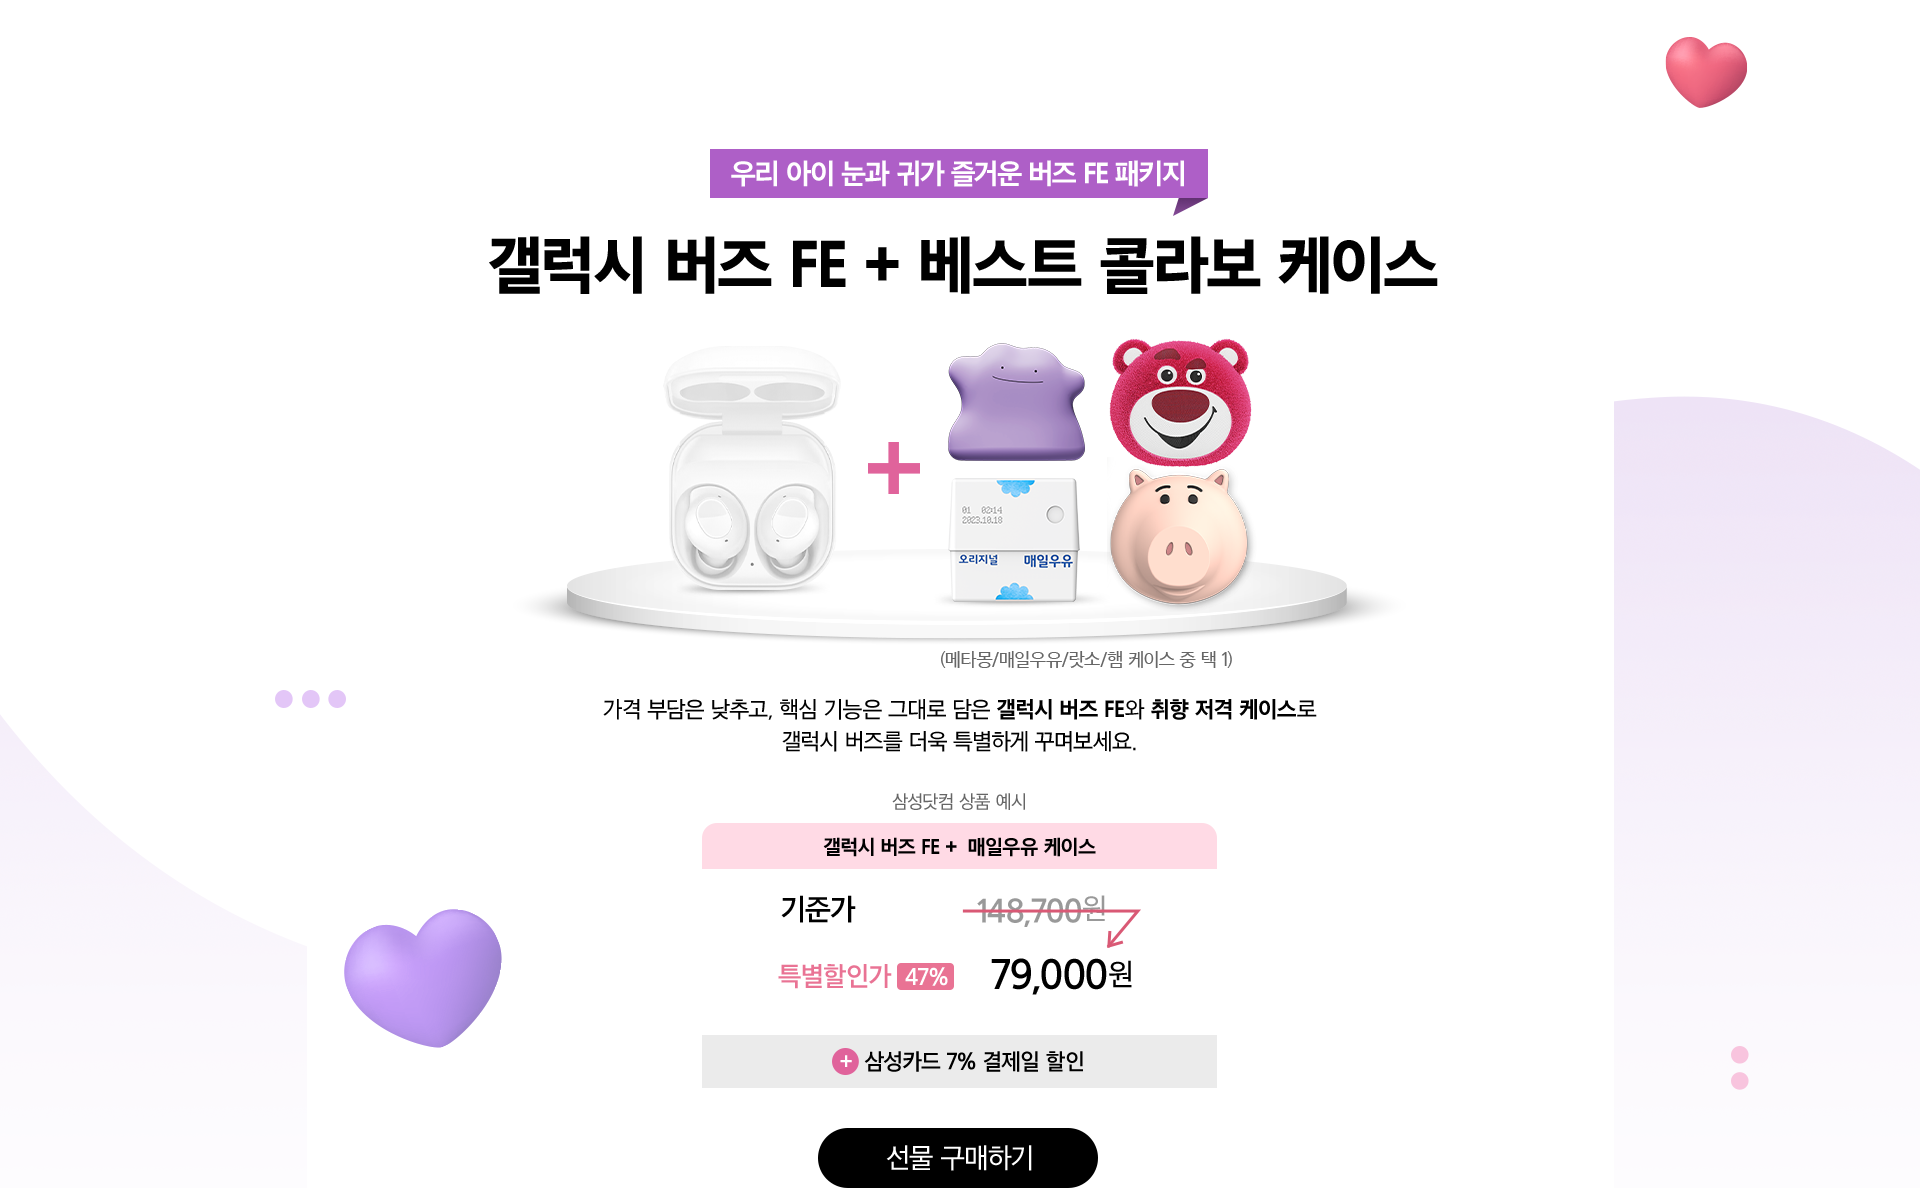 우리 아이 눈과 귀가 즐거운 버즈 FE 패키지
갤럭시 버즈 FE + 베스트 콜라보 케이스
01 02:14
2023.10.18
오리지널 매일우유
(메타몽/매일우유/랏소/햄 케이스 중 택 1)
가격 부담은 낮추고, 핵심 기능은 그대로 담은 갤럭시 버즈 FE와 취향 저격 케이스로
갤럭시 버즈를 더욱 특별하게 꾸며보세요.
삼성닷컴 상품 예시
갤럭시 버즈 FE + 매일우유 케이스
기준가 148,700원
특별할인가 47% 79,000원
+ 삼성카드 7% 결제일 할인
선물 구매하기